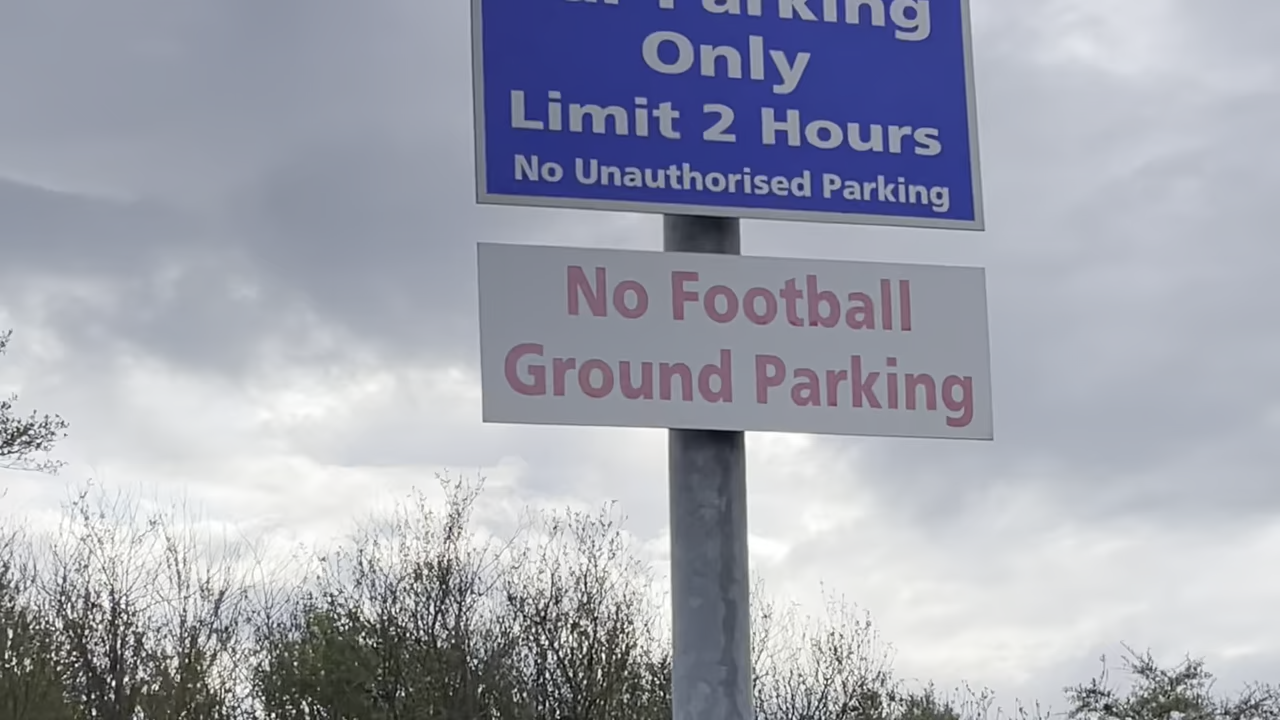 Parking
Only
Limit 2 Hours
No Unauthorised Parking
No Football
Ground Parking